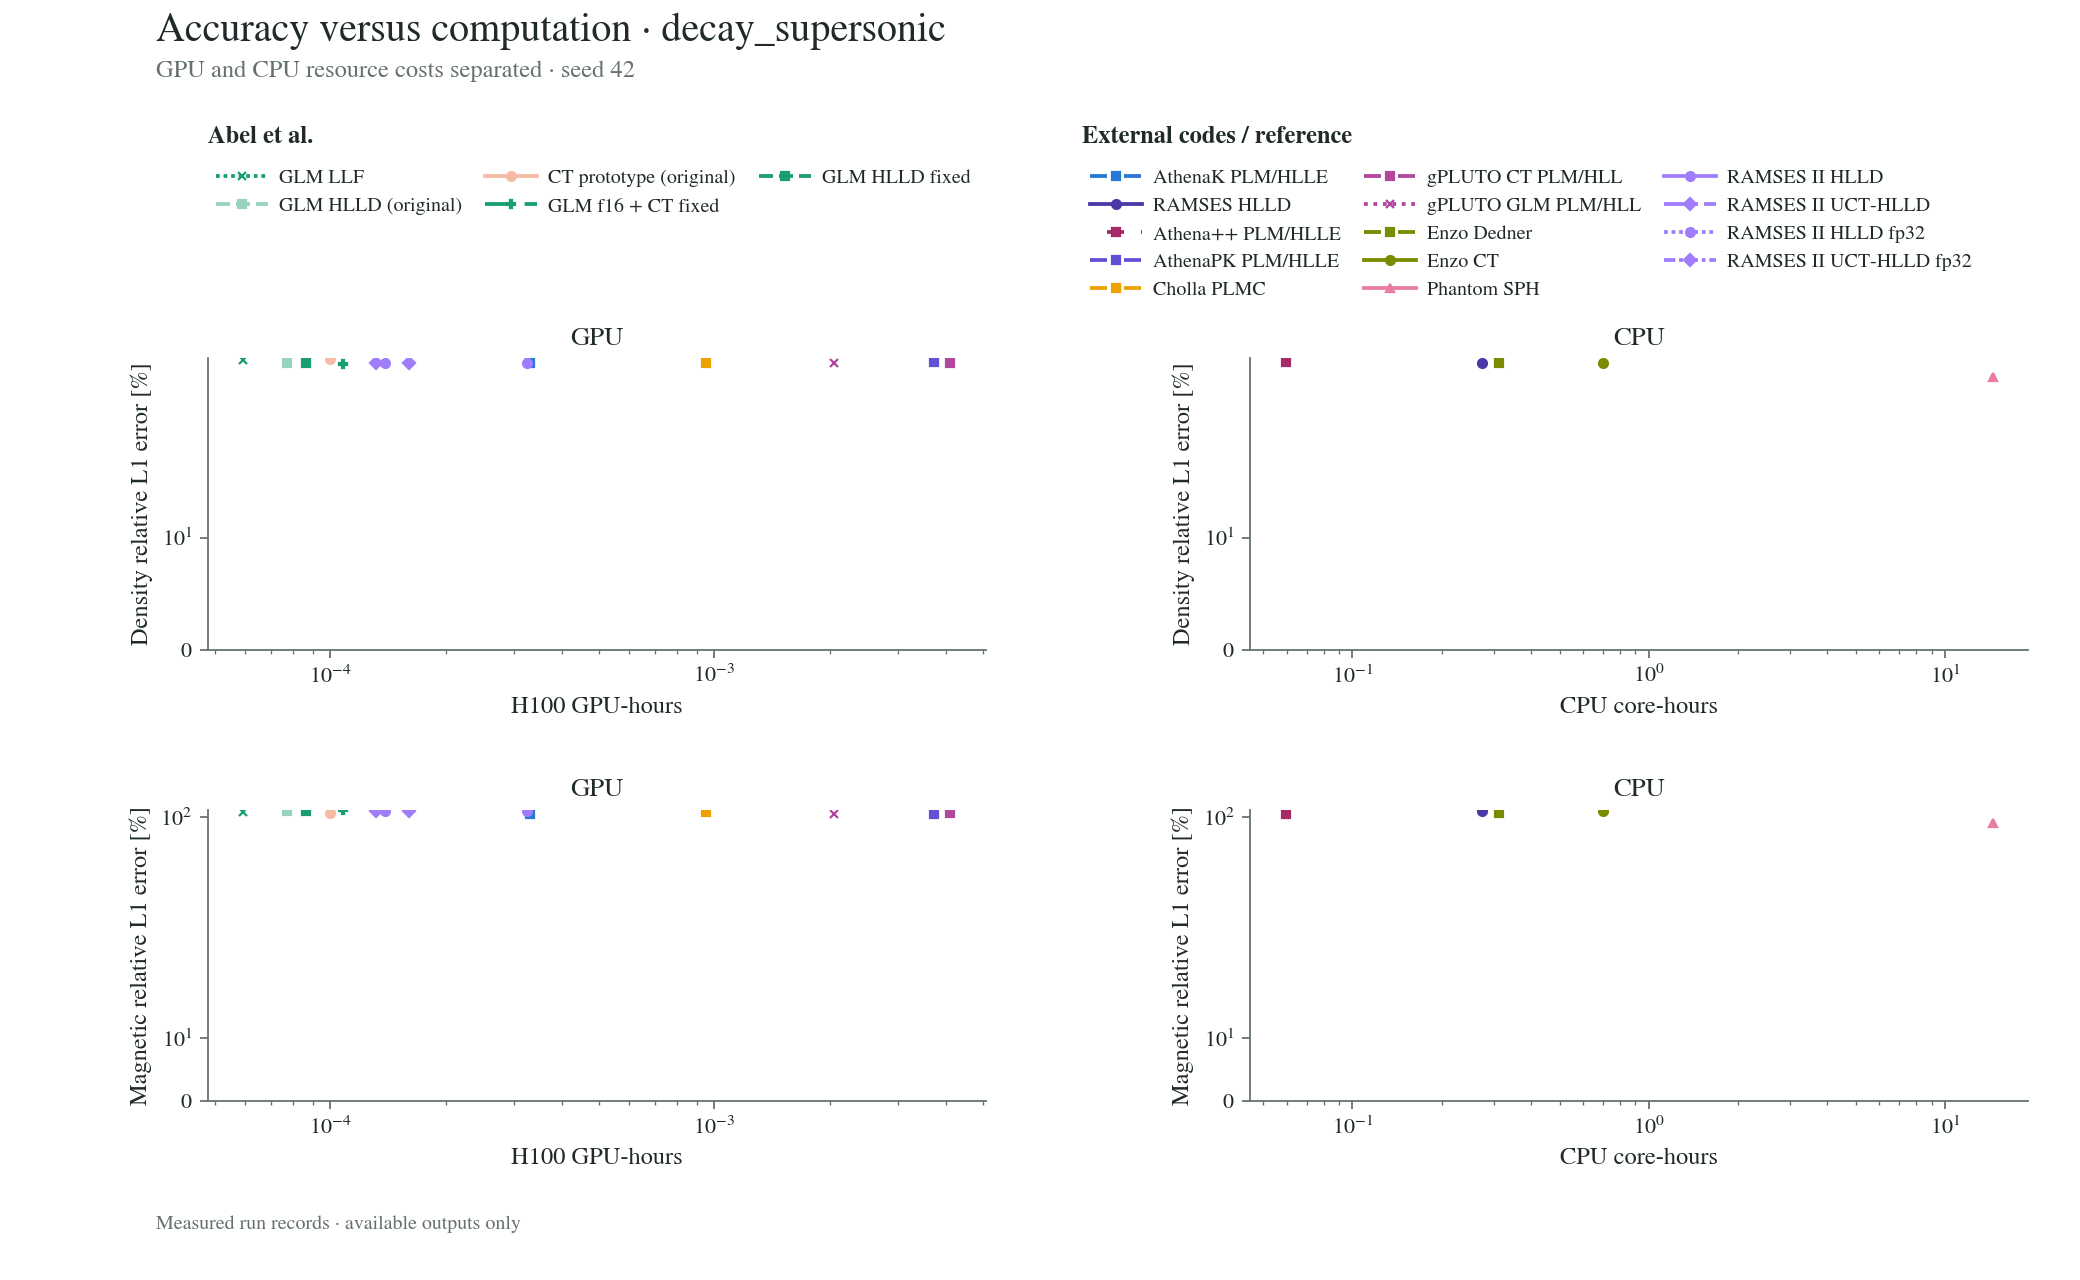 Accuracy versus computation · decay_supersonic
GPU and CPU resource costs separated · seed 42
Abel et al.
GLM LLF
GLM HLLD (original)
CT prototype (original)
GLM f16 + CT fixed
GLM HLLD fixed
External codes / reference
AthenaK PLM/HLLE
RAMSES HLLD
Athena++ PLM/HLLE
AthenaPK PLM/HLLE
Cholla PLMC
gPLUTO CT PLM/HLL
gPLUTO GLM PLM/HLL
Enzo Dedner
Enzo CT
Phantom SPH
RAMSES II HLLD
RAMSES II UCT-HLLD
RAMSES II HLLD fp32
RAMSES II UCT-HLLD fp32
GPU
Density relative L1 error [%]
10¹
0
10⁻⁴
10⁻³
H100 GPU-hours
CPU
Density relative L1 error [%]
10¹
0
10⁻¹
10⁰
10¹
CPU core-hours
GPU
Magnetic relative L1 error [%]
10²
10¹
0
10⁻⁴
10⁻³
H100 GPU-hours
CPU
Magnetic relative L1 error [%]
10²
10¹
0
10⁻¹
10⁰
10¹
CPU core-hours
Measured run records · available outputs only